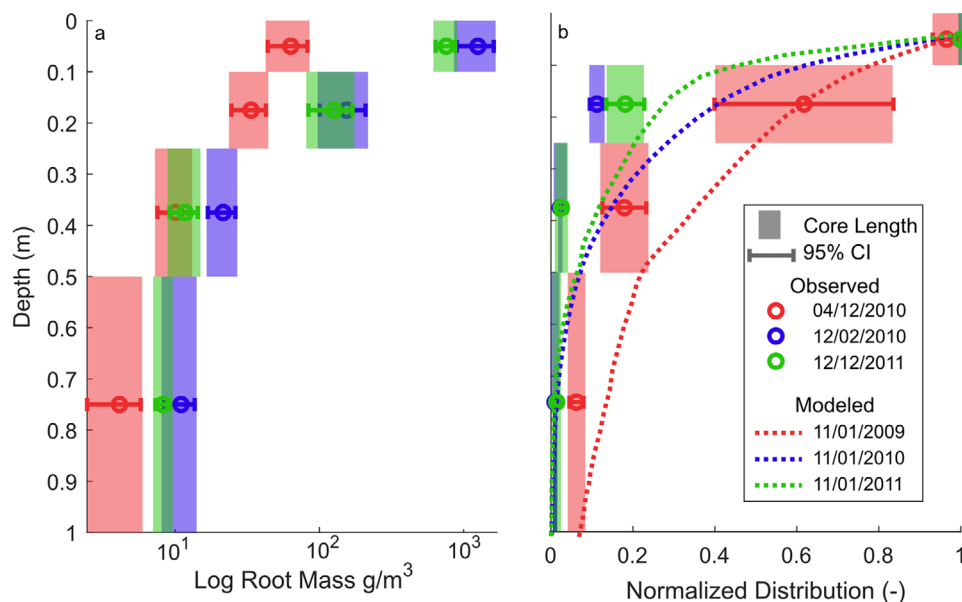 a
0
0.1
0.2
0.3
0.4
0.5
0.6
0.7
0.8
0.9
1
Depth (m)
10¹
10²
10³
Log Root Mass g/m³
b
Core Length
95% CI
Observed
04/12/2010
12/02/2010
12/12/2011
Modeled
11/01/2009
11/01/2010
11/01/2011
0
0.2
0.4
0.6
0.8
1
Normalized Distribution (-)